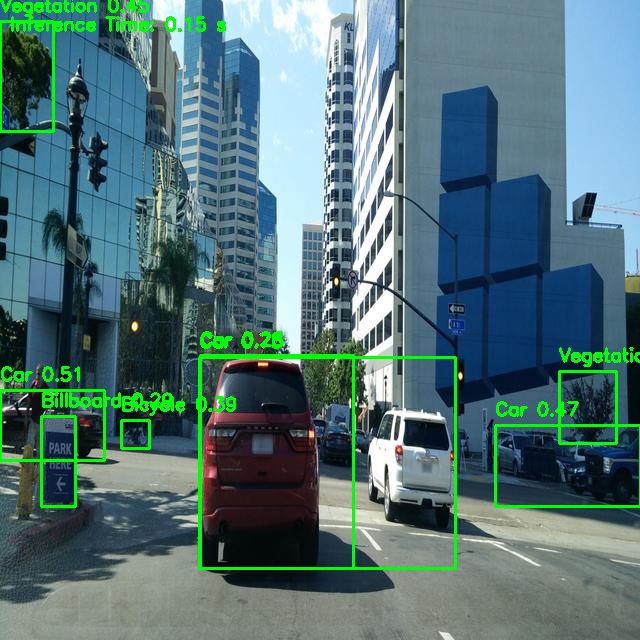 Vegetation 0.45
Inference Time: 0.15 s
Car 0.28
Vegetatio
Car 0.51
Billboard 0.29
Bicycle 0.39
Car 0.47
PARK
HERE